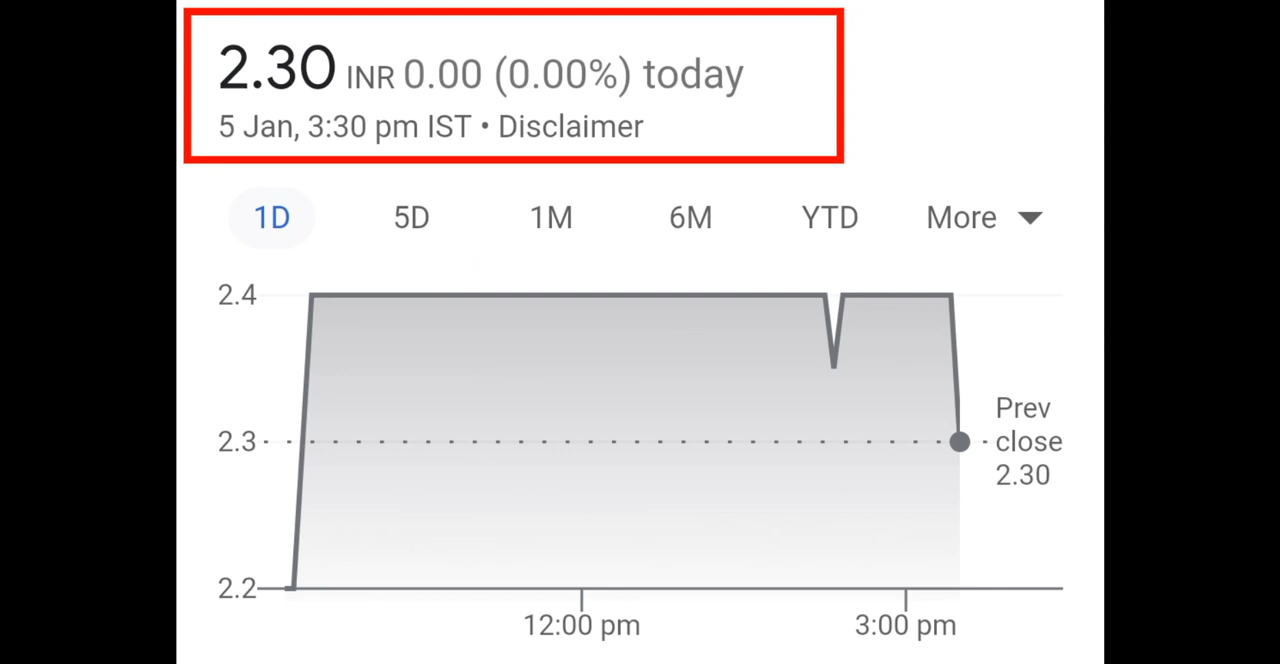 2.30 INR 0.00 (0.00%) today
5 Jan, 3:30 pm IST • Disclaimer
1D 5D 1M 6M YTD More
2.4
2.3
Prev
close
2.30
2.2
12:00 pm 3:00 pm